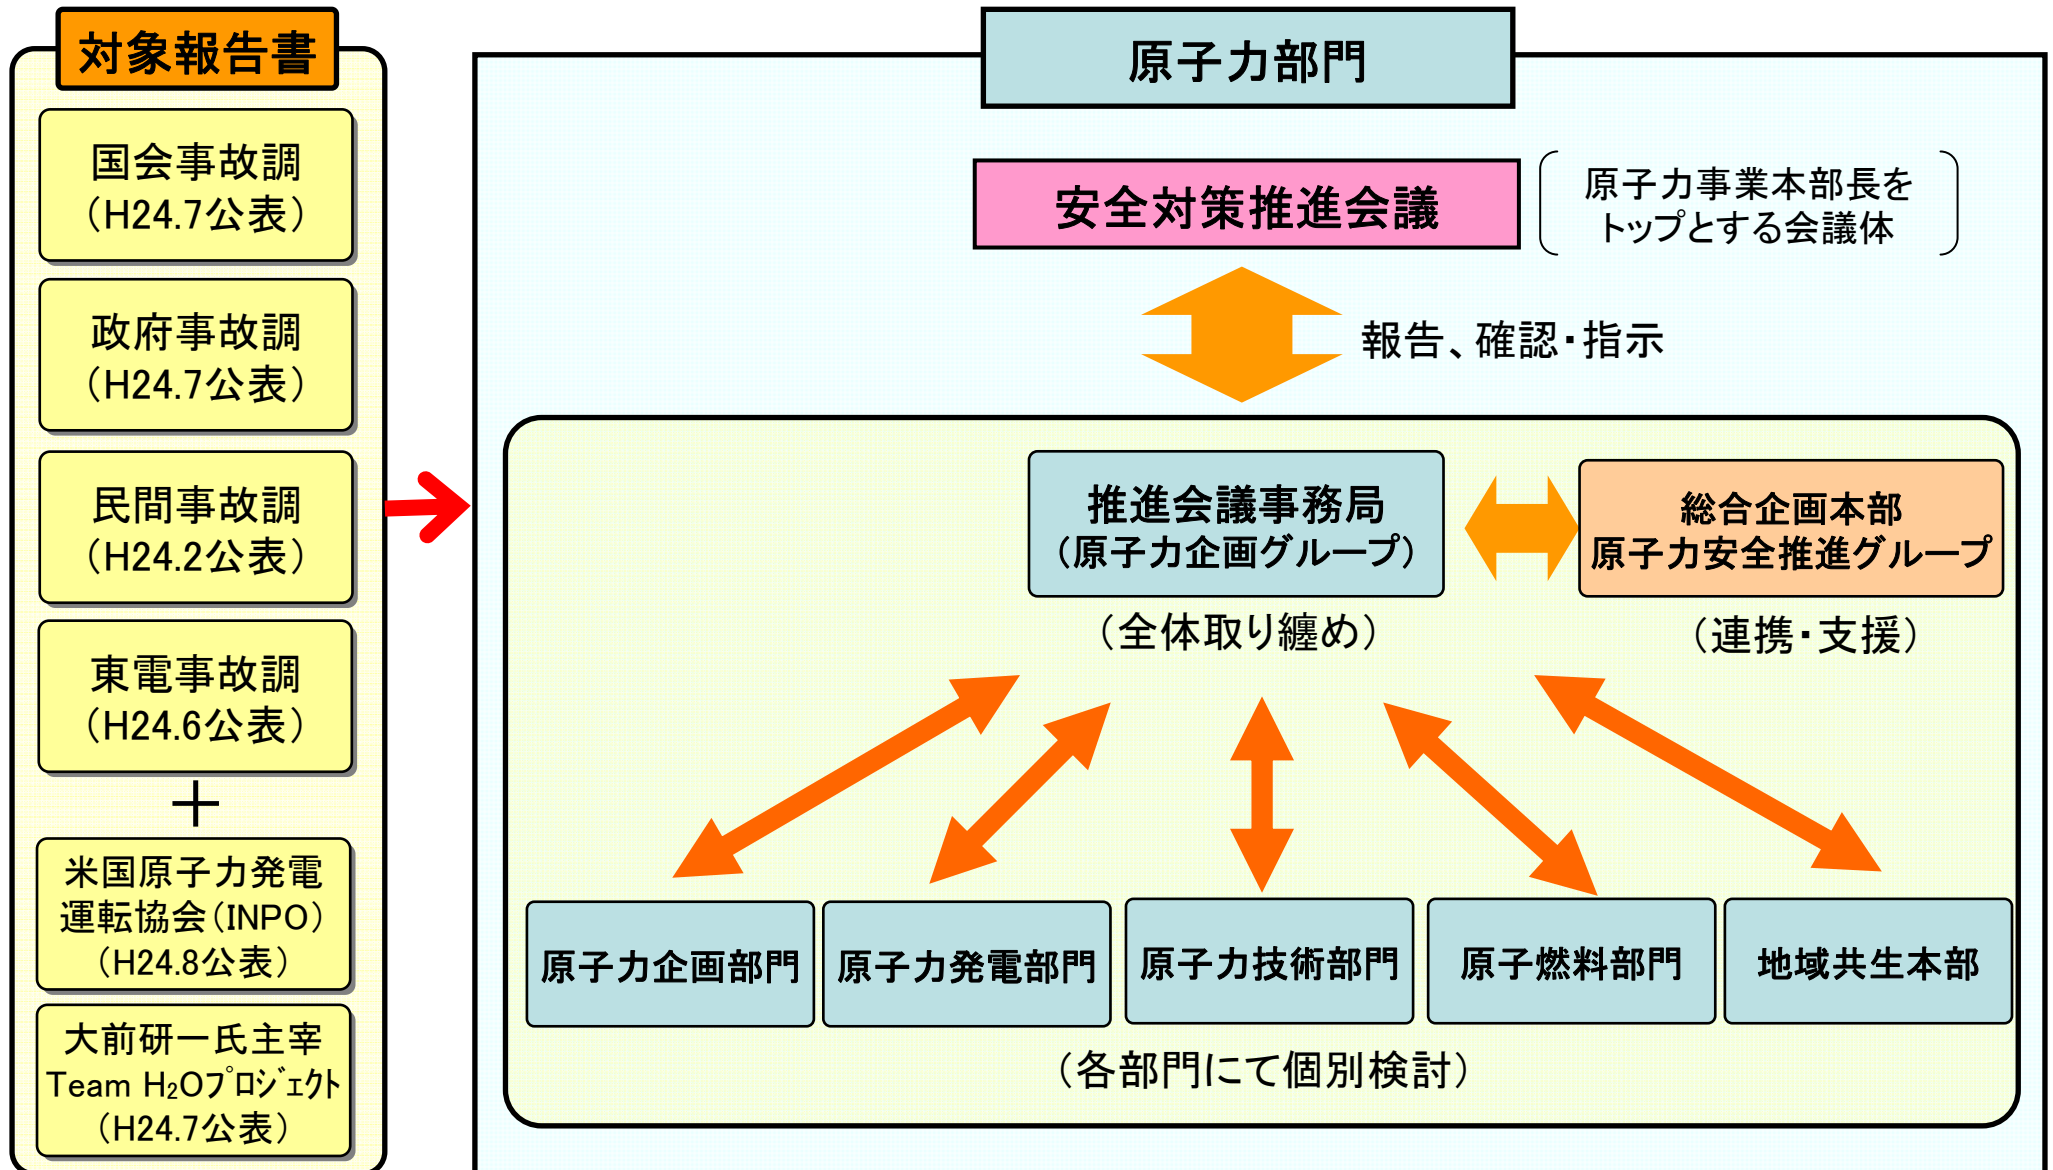 対象報告書
国会事故調
（H24.7公表）
政府事故調
（H24.7公表）
民間事故調
（H24.2公表）
東電事故調
（H24.6公表）
＋
米国原子力発電
運転協会（INPO）
（H24.8公表）
大前研一氏主宰
Team H₂Oﾌﾟﾛｼﾞｪｸﾄ
（H24.7公表）
原子力部門
安全対策推進会議
原子力事業本部長を
トップとする会議体
報告、確認・指示
推進会議事務局
（原子力企画グループ）
（全体取り纏め）
総合企画本部
原子力安全推進グループ
（連携・支援）
原子力企画部門
原子力発電部門
原子力技術部門
原子燃料部門
地域共生本部
（各部門にて個別検討）